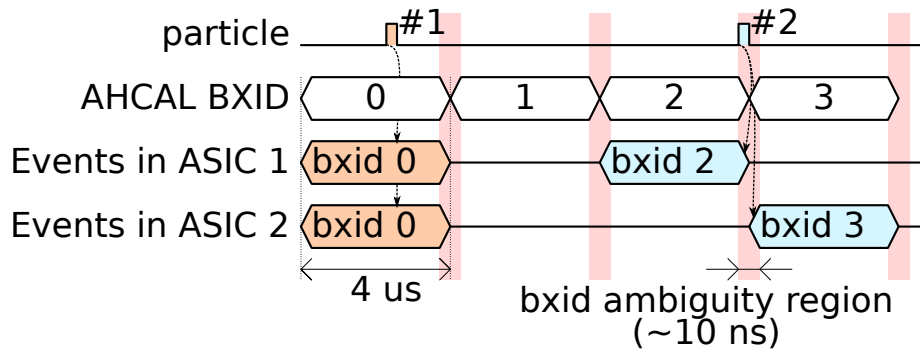 particle #1 #2
AHCAL BXID 0 1 2 3
Events in ASIC 1 bxid 0 bxid 2
Events in ASIC 2 bxid 0 bxid 3
4 us
bxid ambiguity region
(~10 ns)